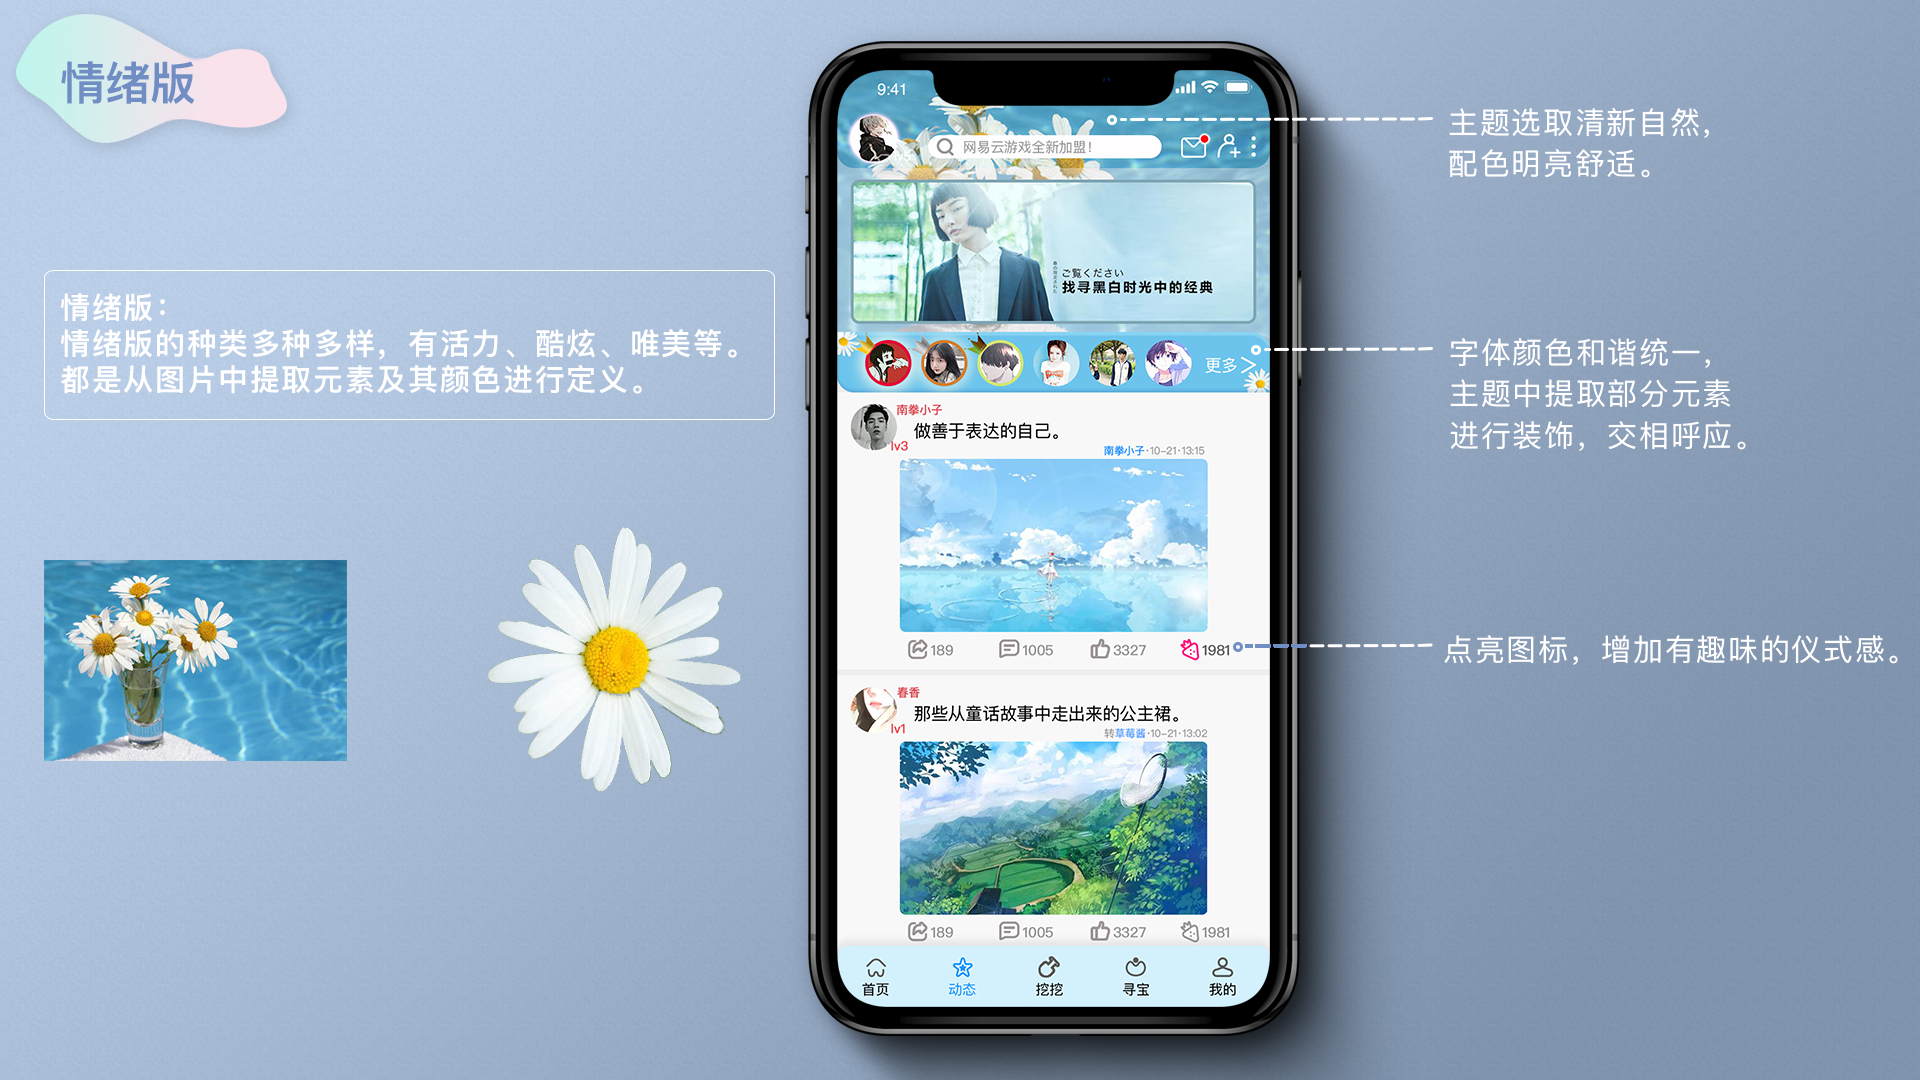 情绪版
情绪版：
情绪版的种类多种多样，有活力、酷炫、唯美等。
都是从图片中提取元素及其颜色进行定义。
9:41
网易云游戏全新加盟！
ご覧ください
找寻黑白时光中的经典
更多
南拳小子
做善于表达的自己。
lv3
南拳小子·10-21·13:15
189
1005
3327
1981
春香
那些从童话故事中走出来的公主裙。
lv1
转草莓酱·10-21·13:02
189
1005
3327
1981
首页
动态
挖挖
寻宝
我的
主题选取清新自然，
配色明亮舒适。
字体颜色和谐统一，
主题中提取部分元素
进行装饰，交相呼应。
点亮图标，增加有趣味的仪式感。